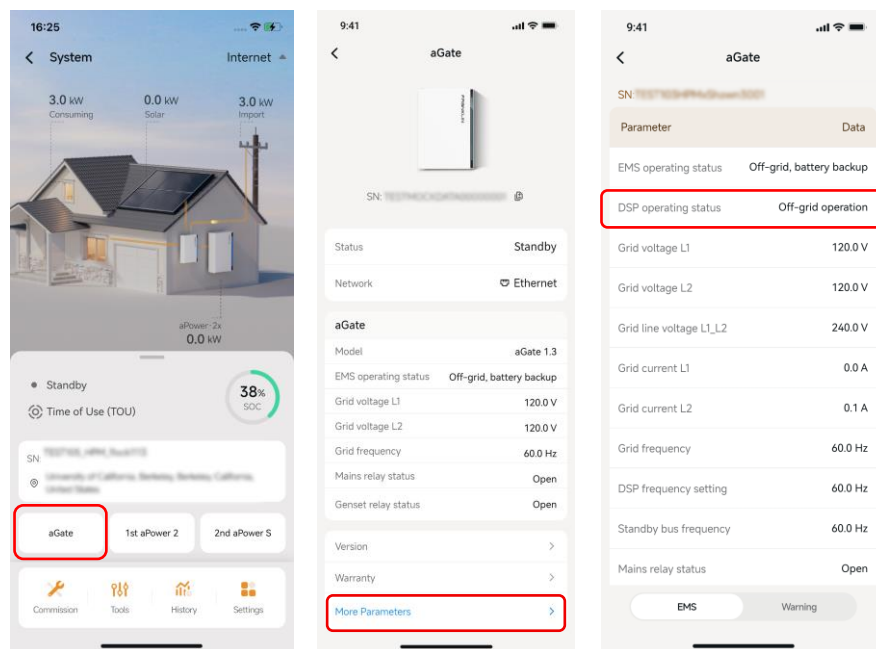 16:25
System
Internet
3.0 kW
Consuming
0.0 kW
Solar
3.0 kW
Import
aPower 2x
0.0 kW
Standby
Time of Use (TOU)
38%
SOC
SN
aGate
1st aPower 2
2nd aPower S
Commission
Tools
History
Settings
9:41
aGate
SN:
Status Standby
Network Ethernet
aGate
Model aGate 1.3
EMS operating status Off-grid, battery backup
Grid voltage L1 120.0 V
Grid voltage L2 120.0 V
Grid frequency 60.0 Hz
Mains relay status Open
Genset relay status Open
Version
Warranty
More Parameters
9:41
aGate
SN
Parameter Data
EMS operating status Off-grid, battery backup
DSP operating status Off-grid operation
Grid voltage L1 120.0 V
Grid voltage L2 120.0 V
Grid line voltage L1_L2 240.0 V
Grid current L1 0.0 A
Grid current L2 0.1 A
Grid frequency 60.0 Hz
DSP frequency setting 60.0 Hz
Standby bus frequency 60.0 Hz
Mains relay status Open
EMS
Warning